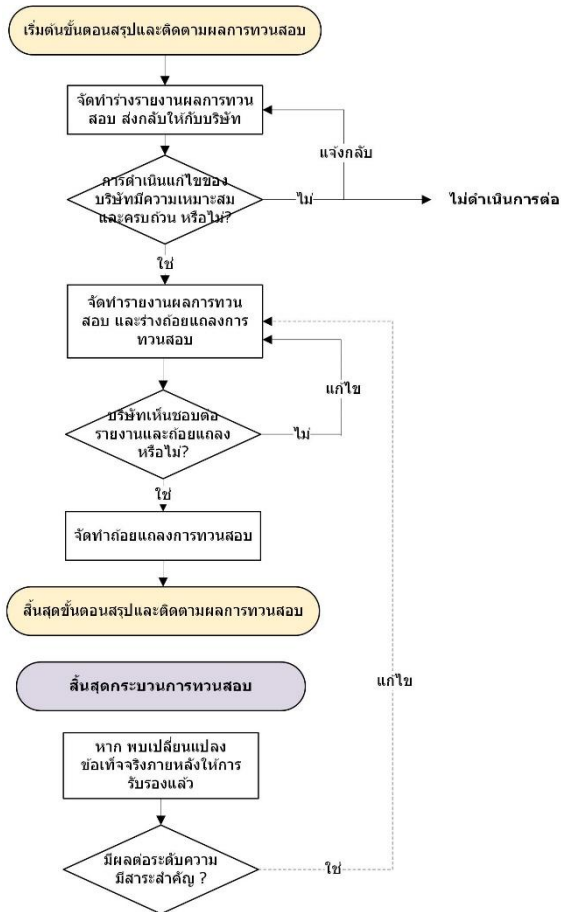 เริ่มต้นขั้นตอนสรุปและติดตามผลการทวนสอบ
จัดทำร่างรายงานผลการทวน
สอบ ส่งกลับให้กับบริษัท
แจ้งกลับ
การดำเนินแก้ไขของ
บริษัทมีความเหมาะสม
และครบถ้วน หรือไม่?
ไม่
ไม่ดำเนินการต่อ
ใช่
จัดทำรายงานผลการทวน
สอบ และร่างถ้อยแถลงการ
ทวนสอบ
แก้ไข
บริษัทเห็นชอบต่อ
รายงานและถ้อยแถลง
หรือไม่?
ไม่
ใช่
จัดทำถ้อยแถลงการทวนสอบ
สิ้นสุดขั้นตอนสรุปและติดตามผลการทวนสอบ
สิ้นสุดกระบวนการทวนสอบ
แก้ไข
หาก พบเปลี่ยนแปลง
ข้อเท็จจริงภายหลังให้การ
รับรองแล้ว
มีผลต่อระดับความ
มีสาระสำคัญ ?
ใช่